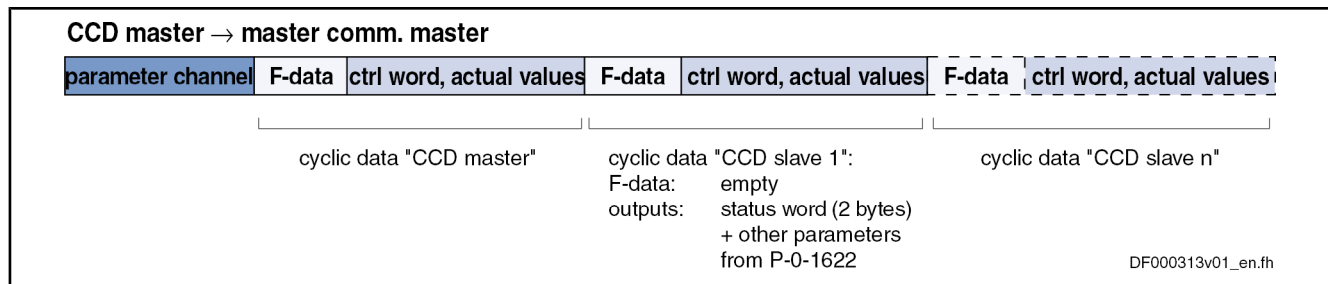 CCD master → master comm. master
parameter channel F-data ctrl word, actual values F-data ctrl word, actual values F-data ctrl word, actual values
cyclic data "CCD master"
cyclic data "CCD slave 1":
F-data: empty
outputs: status word (2 bytes)
+ other parameters
from P-0-1622
cyclic data "CCD slave n"
DF000313v01_en.fh